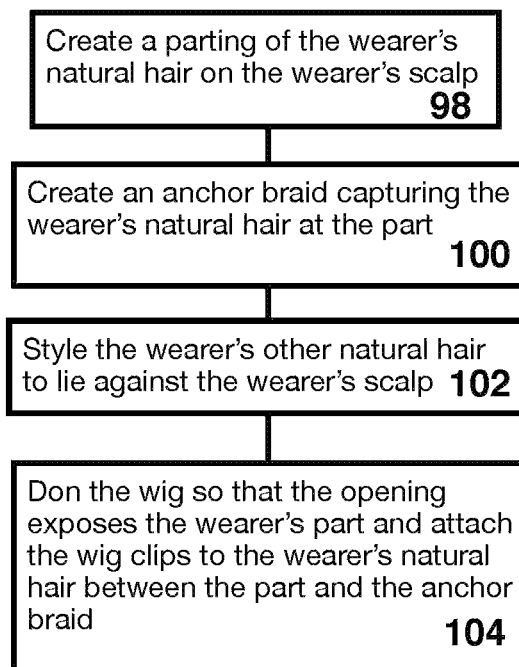 Create a parting of the wearer's
natural hair on the wearer's scalp
98
Create an anchor braid capturing the
wearer's natural hair at the part
100
Style the wearer's other natural hair
to lie against the wearer's scalp 102
Don the wig so that the opening
exposes the wearer's part and attach
the wig clips to the wearer's natural
hair between the part and the anchor
braid
104